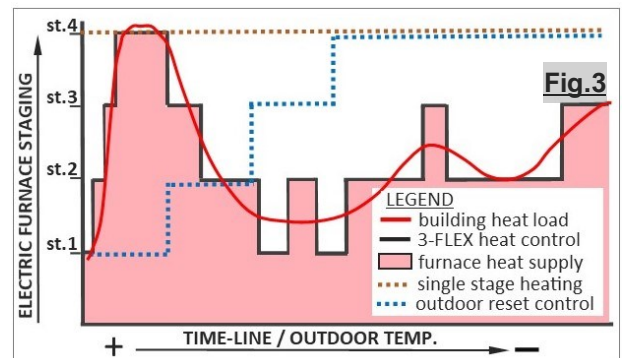 st.4
st.3
st.2
st.1
ELECTRIC FURNACE STAGING
Fig.3
LEGEND
building heat load
3-FLEX heat control
furnace heat supply
single stage heating
outdoor reset control
+ TIME-LINE / OUTDOOR TEMP. −